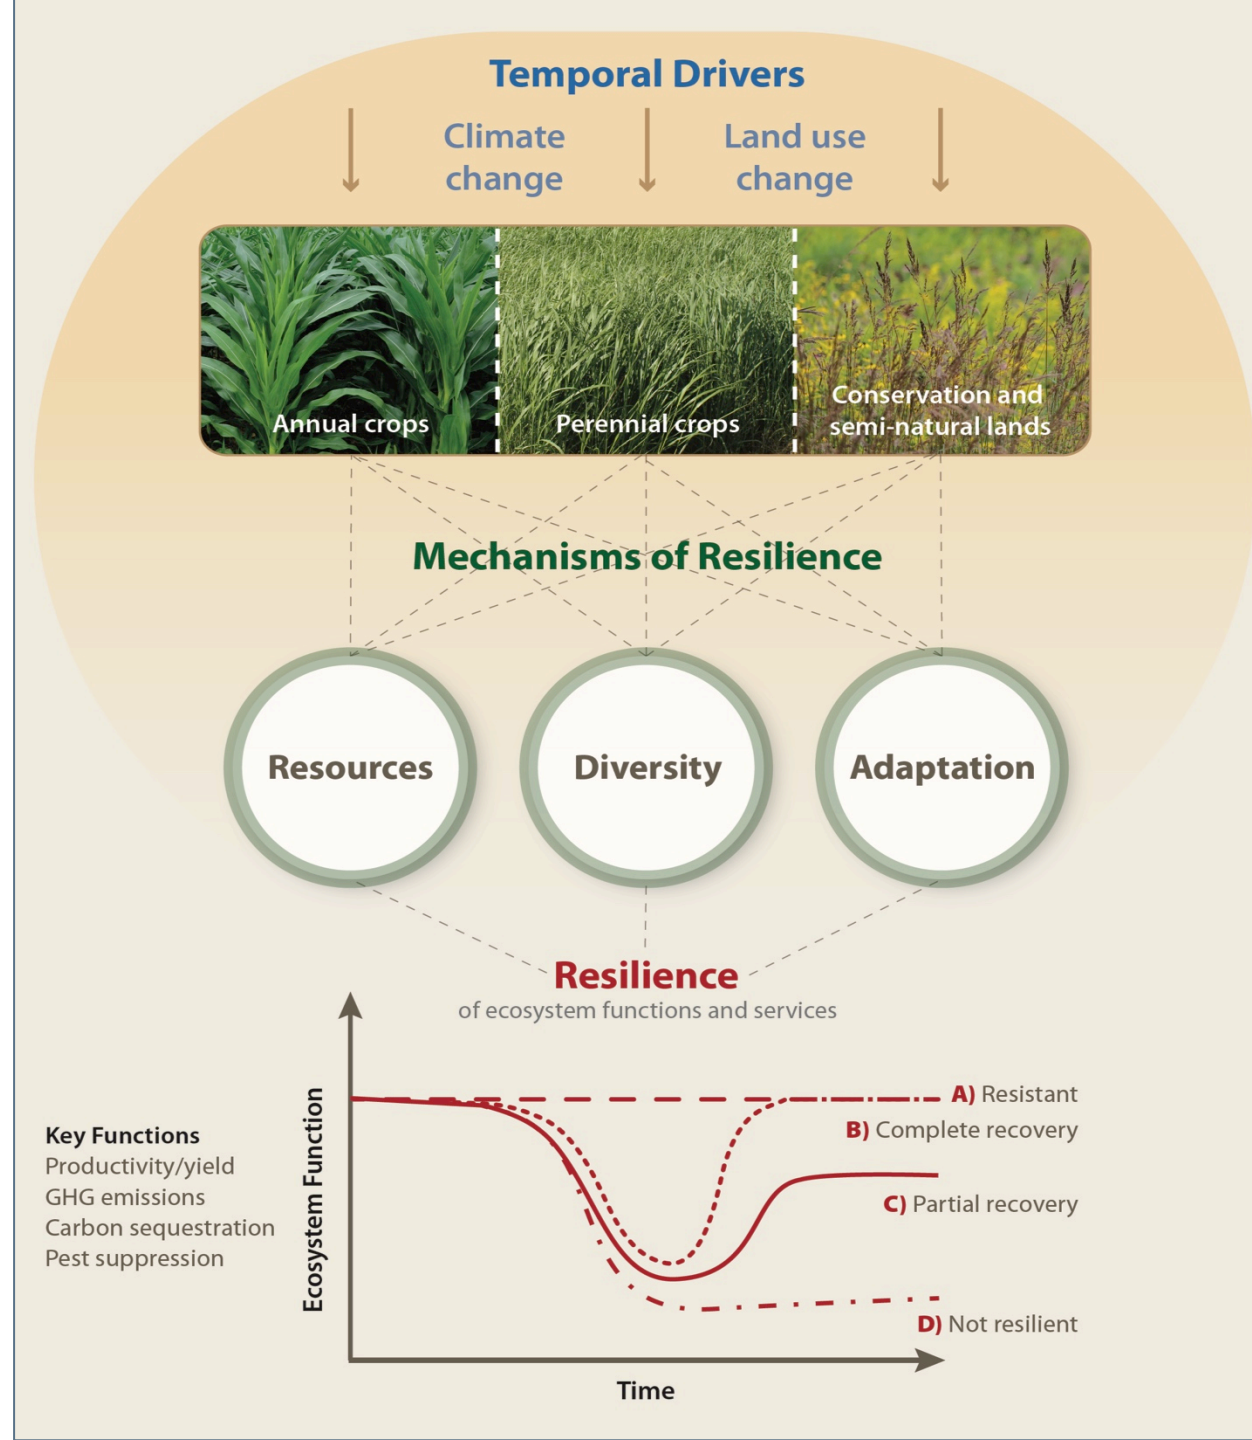 Temporal Drivers
Climate
change
Land use
change
Annual crops
Perennial crops
Conservation and
semi-natural lands
Mechanisms of Resilience
Resources
Diversity
Adaptation
Resilience
of ecosystem functions and services
Key Functions
Productivity/yield
GHG emissions
Carbon sequestration
Pest suppression
Ecosystem Function
A) Resistant
B) Complete recovery
C) Partial recovery
D) Not resilient
Time